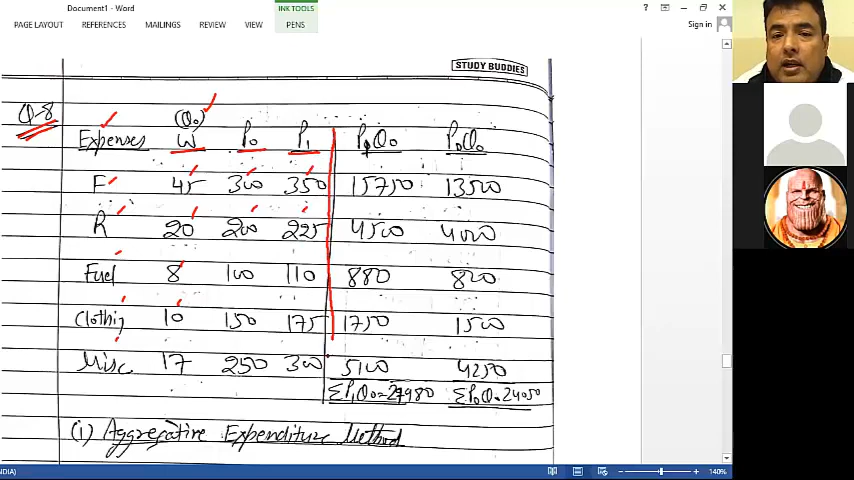 Document1 - Word
INK TOOLS
PAGE LAYOUT REFERENCES MAILINGS REVIEW VIEW PENS
Sign in
STUDY BUDDIES
Q-8
(Q0)
Expenses W P0 P1 P1Q0 P0Q0
F 45 300 350 15750 13500
R 20 200 225 4500 4000
Fuel 8 100 110 880 800
Clothing 10 150 175 1750 1500
Misc 17 250 300 5100 4250
ΣP1Q0=27980 ΣP0Q0=24050
(i) Aggregative Expenditure Method
INDIA)
140%